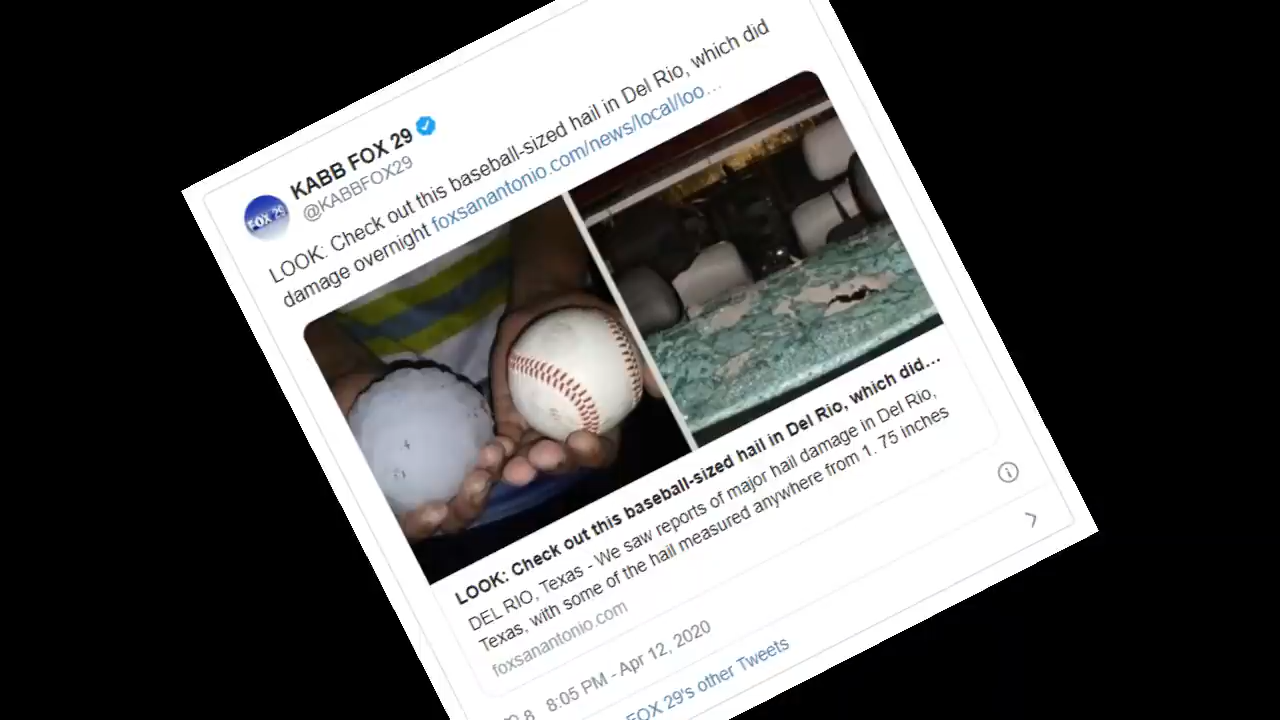 KABB FOX 29
@KABBFOX29
FOX 29
LOOK: Check out this baseball-sized hail in Del Rio, which did
damage overnight foxsanantonio.com/news/local/loo…
LOOK: Check out this baseball-sized hail in Del Rio, which did…
DEL RIO, Texas - We saw reports of major hail damage in Del Rio,
Texas, with some of the hail measured anywhere from 1. 75 inches
foxsanantonio.com
8 8:05 PM - Apr 12, 2020
FOX 29's other Tweets